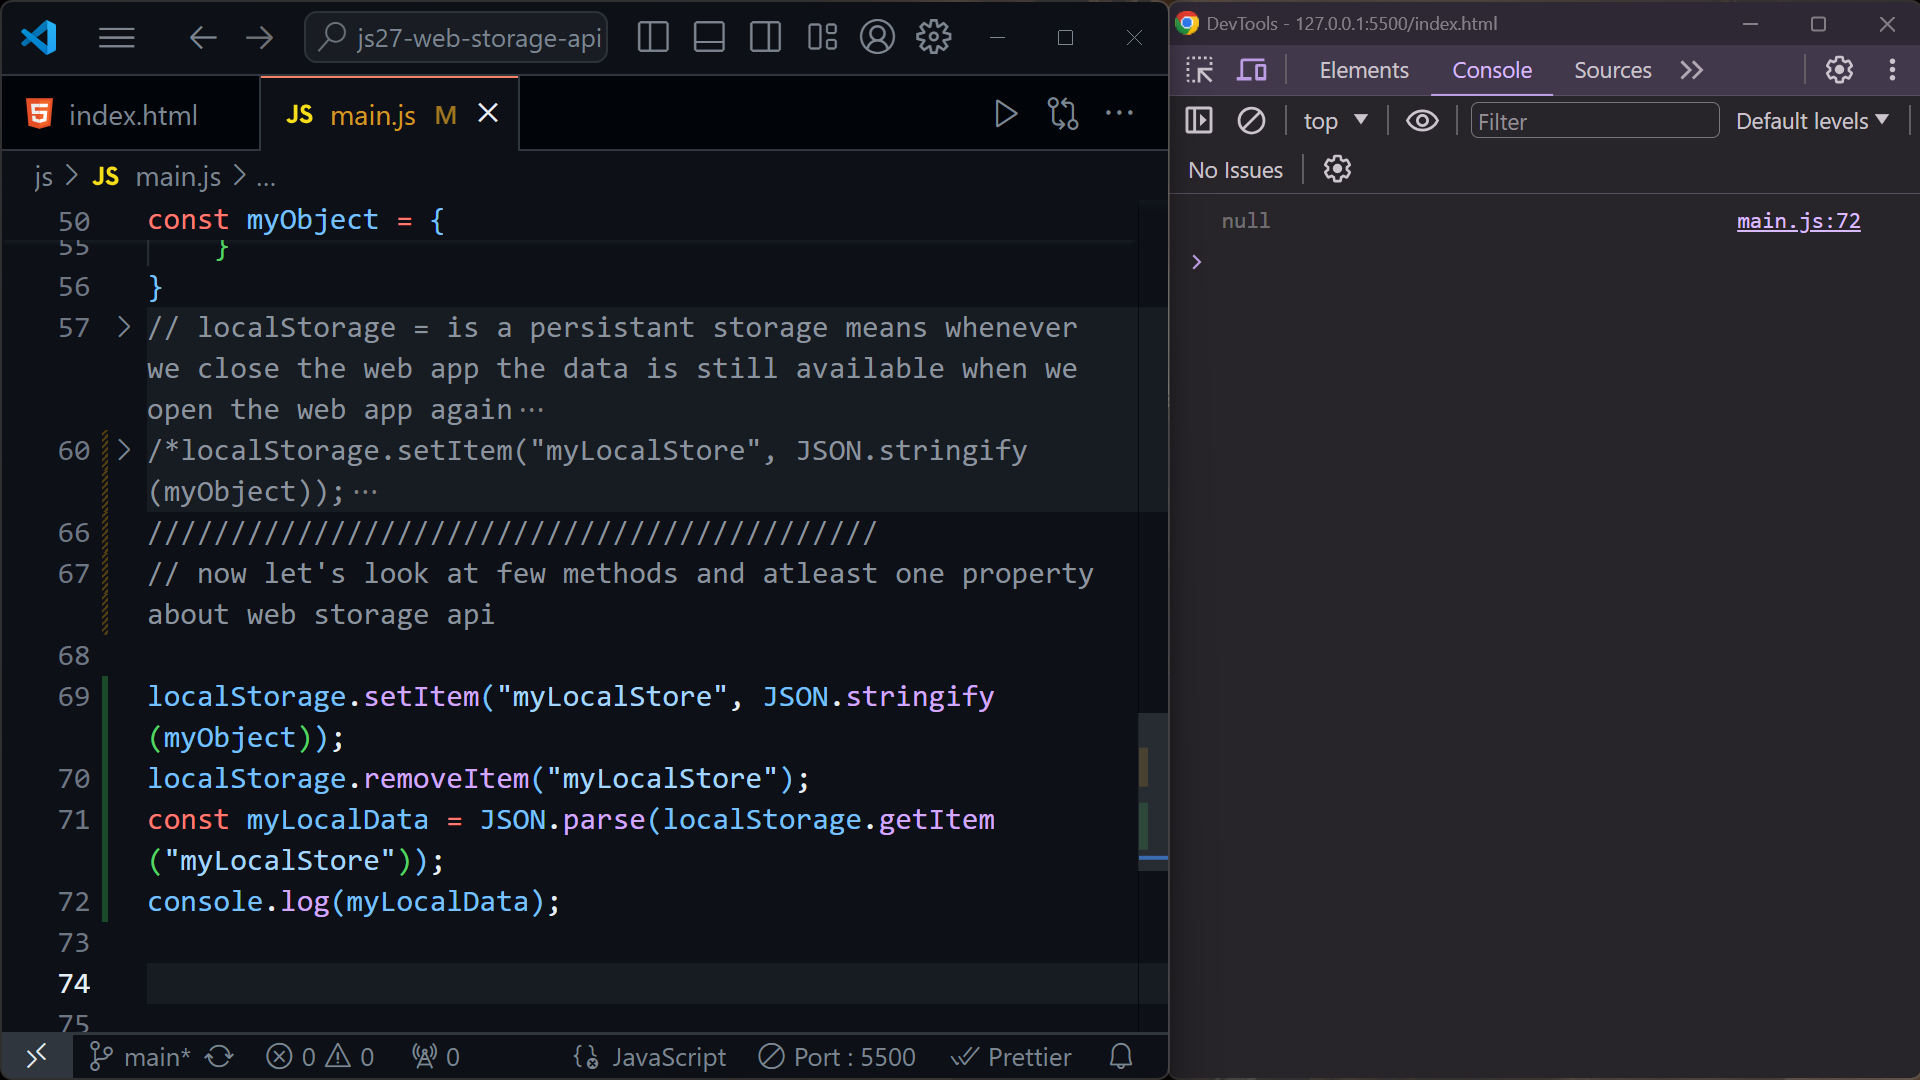 js27-web-storage-api
index.html
JS main.js M
js > JS main.js > ...
50 const myObject = {
55 }
56 }
57 // localStorage = is a persistant storage means whenever
we close the web app the data is still available when we
open the web app again···
60 /*localStorage.setItem("myLocalStore", JSON.stringify
(myObject));···
66 ////////////////////////////////////////////
67 // now let's look at few methods and atleast one property
about web storage api
68
69 localStorage.setItem("myLocalStore", JSON.stringify
(myObject));
70 localStorage.removeItem("myLocalStore");
71 const myLocalData = JSON.parse(localStorage.getItem
("myLocalStore"));
72 console.log(myLocalData);
73
74
75
main* 0 0 0 JavaScript Port : 5500 Prettier
DevTools - 127.0.0.1:5500/index.html
Elements Console Sources
top Filter Default levels
No Issues
null main.js:72